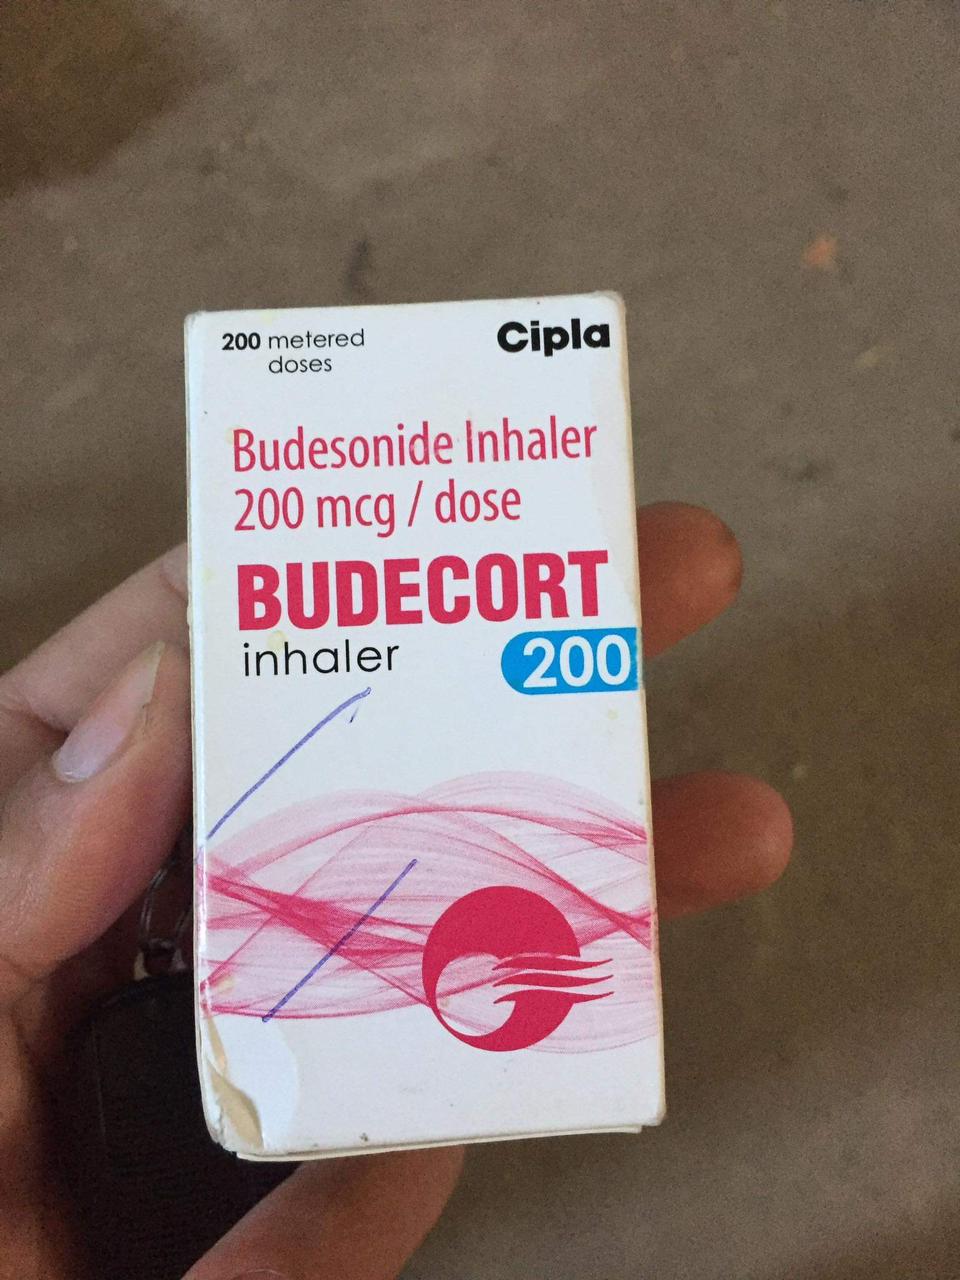 200 metered
doses
Cipla
Budesonide Inhaler
200 mcg / dose
BUDECORT
inhaler
200